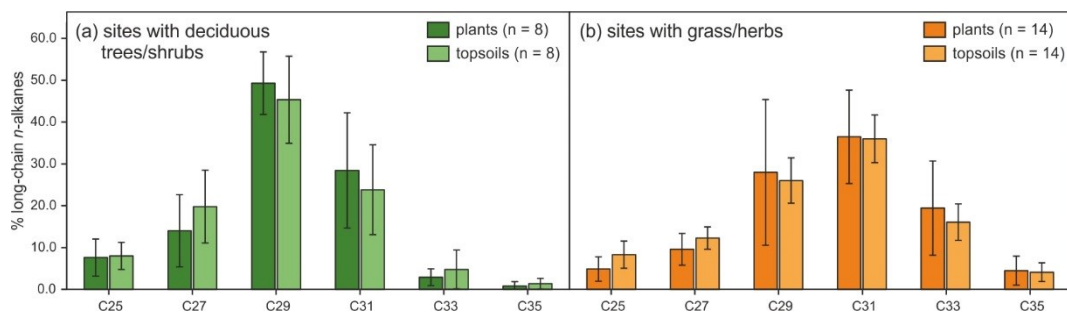 (a) sites with deciduous
trees/shrubs
plants (n = 8)
topsoils (n = 8)
(b) sites with grass/herbs
plants (n = 14)
topsoils (n = 14)
% long-chain n-alkanes
60.0
50.0
40.0
30.0
20.0
10.0
0.0
C25 C27 C29 C31 C33 C35
C25 C27 C29 C31 C33 C35